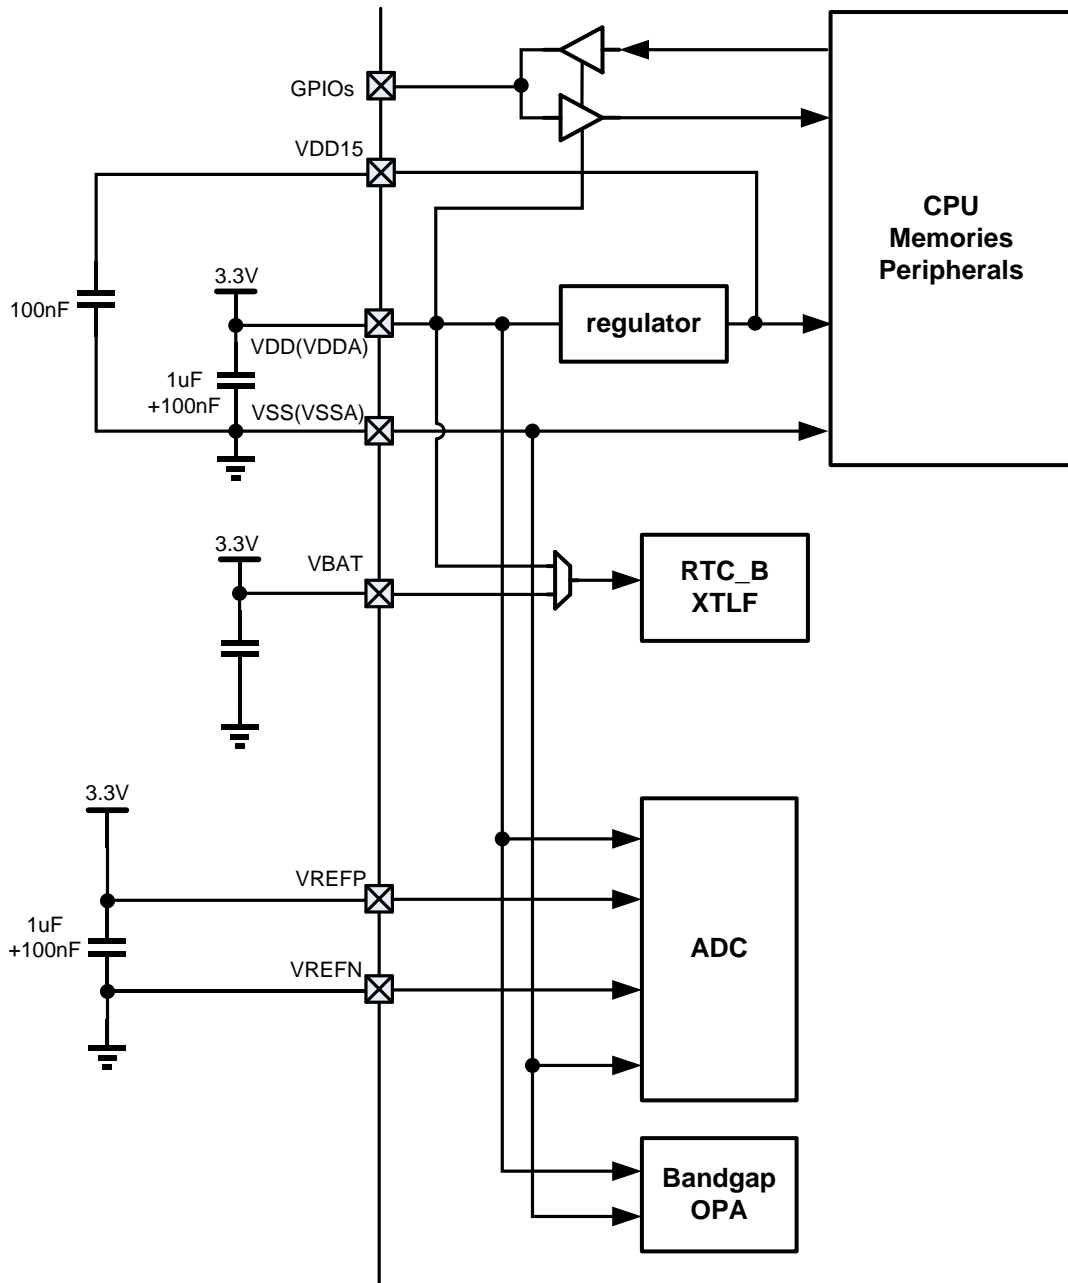 GPIOs
VDD15
CPU
Memories
Peripherals
3.3V
100nF
regulator
VDD(VDDA)
1uF
+100nF
VSS(VSSA)
3.3V
VBAT
RTC_B
XTLF
3.3V
VREFP
1uF
+100nF
ADC
VREFN
Bandgap
OPA